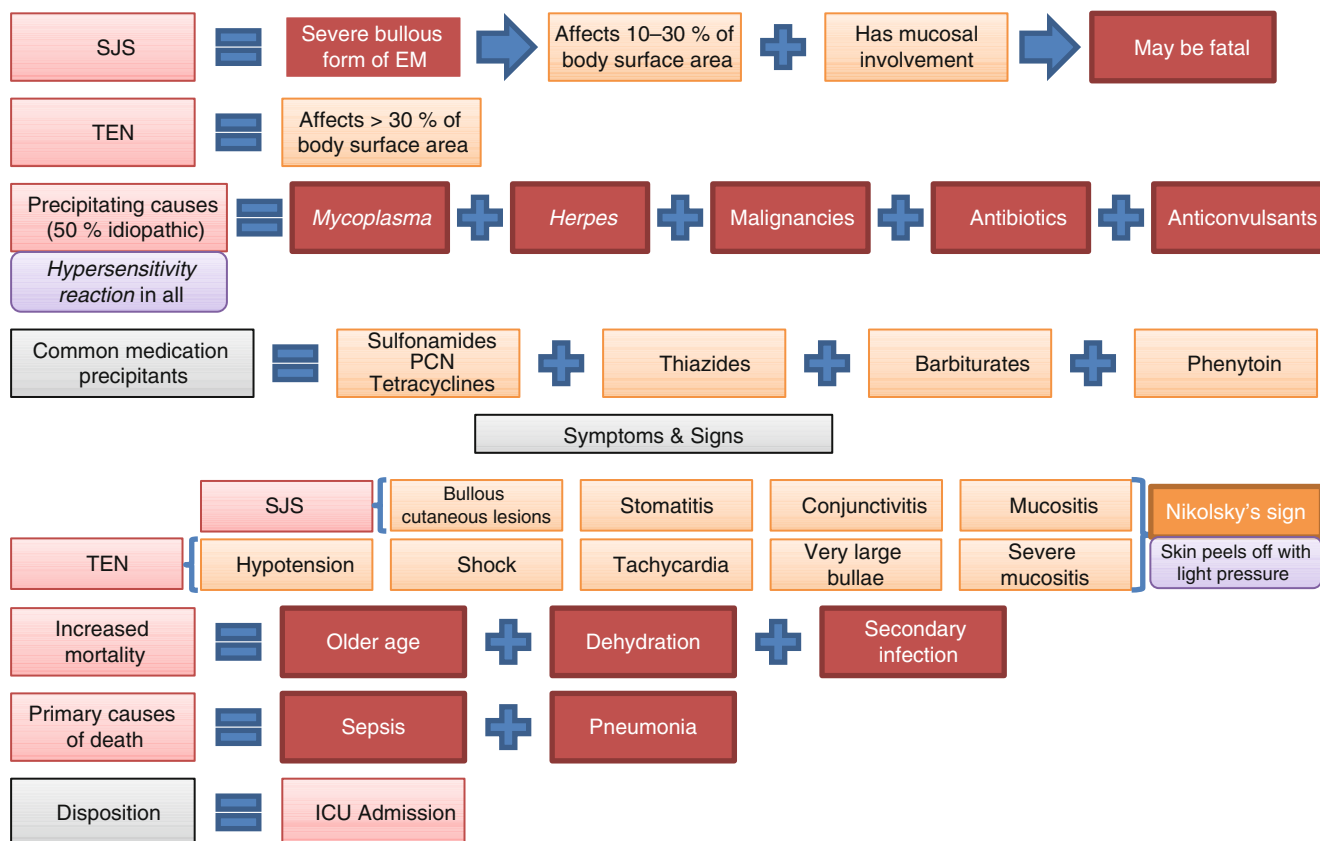 SJS
Severe bullous
form of EM
Affects 10–30 % of
body surface area
Has mucosal
involvement
May be fatal
TEN
Affects > 30 % of
body surface area
Precipitating causes
(50 % idiopathic)
Mycoplasma
Herpes
Malignancies
Antibiotics
Anticonvulsants
Hypersensitivity
reaction in all
Common medication
precipitants
Sulfonamides
PCN
Tetracyclines
Thiazides
Barbiturates
Phenytoin
Symptoms & Signs
SJS
Bullous
cutaneous lesions
Stomatitis
Conjunctivitis
Mucositis
Nikolsky's sign
Skin peels off with
light pressure
TEN
Hypotension
Shock
Tachycardia
Very large
bullae
Severe
mucositis
Increased
mortality
Older age
Dehydration
Secondary
infection
Primary causes
of death
Sepsis
Pneumonia
Disposition
ICU Admission